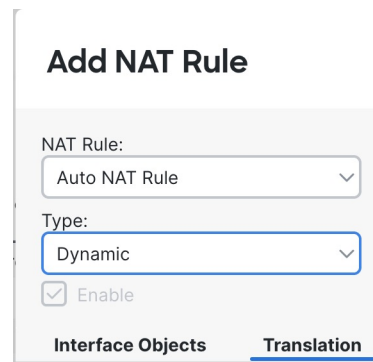 Add NAT Rule
NAT Rule:
Auto NAT Rule
Type:
Dynamic
Enable
Interface Objects Translation